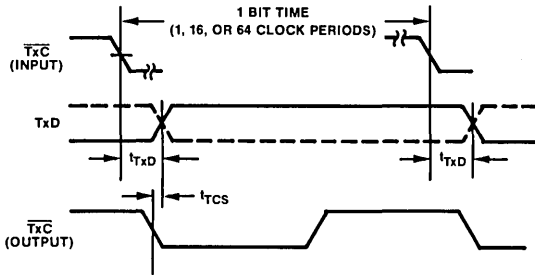 1 BIT TIME
(1, 16, OR 64 CLOCK PERIODS)
TxC
(INPUT)
TxD
tTxD
tTxD
tTCS
TxC
(OUTPUT)